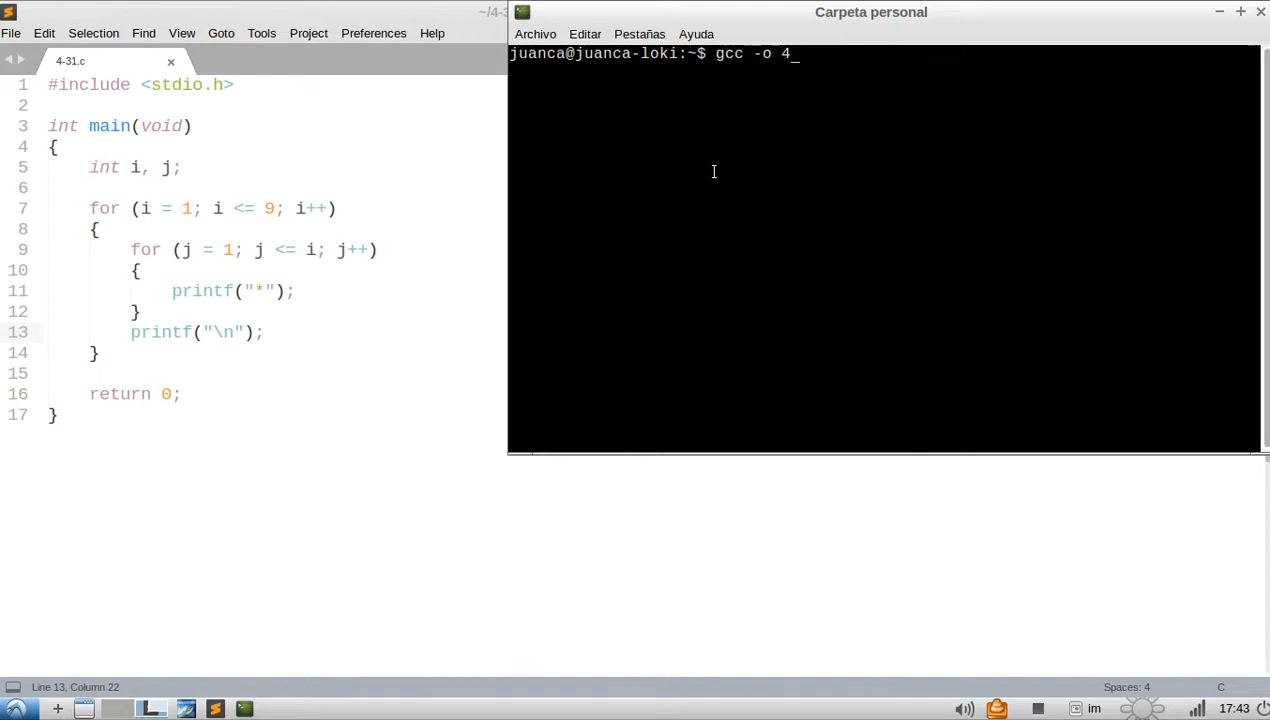 ~/4-3
File Edit Selection Find View Goto Tools Project Preferences Help
4-31.c
1 #include <stdio.h>
2
3 int main(void)
4 {
5 int i, j;
6
7 for (i = 1; i <= 9; i++)
8 {
9 for (j = 1; j <= i; j++)
10 {
11 printf("*");
12 }
13 printf("\n");
14 }
15
16 return 0;
17 }
Carpeta personal
Archivo Editar Pestañas Ayuda
juanca@juanca-loki:~$ gcc -o 4_
Line 13, Column 22 Spaces: 4 C
im 17:43